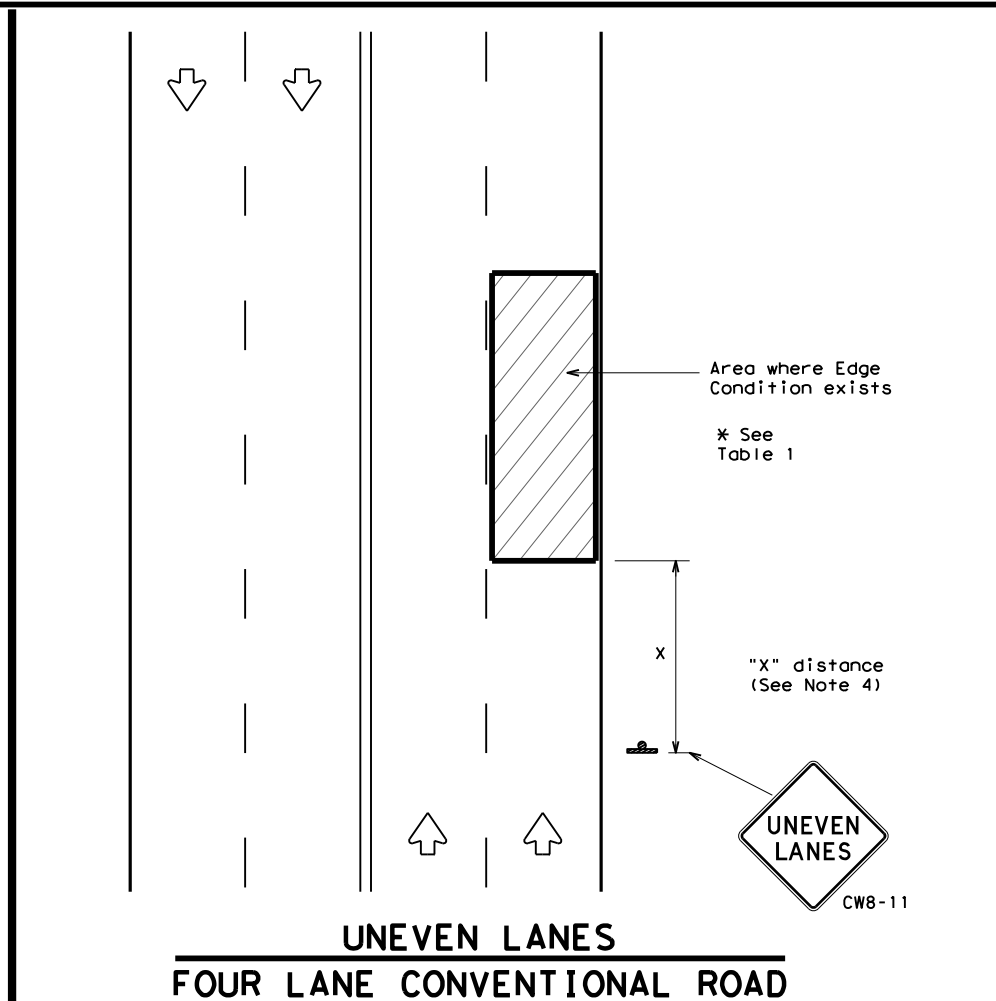 Area where Edge
Condition exists
* See
Table 1
X
"X" distance
(See Note 4)
UNEVEN
LANES
CW8-11
UNEVEN LANES
FOUR LANE CONVENTIONAL ROAD